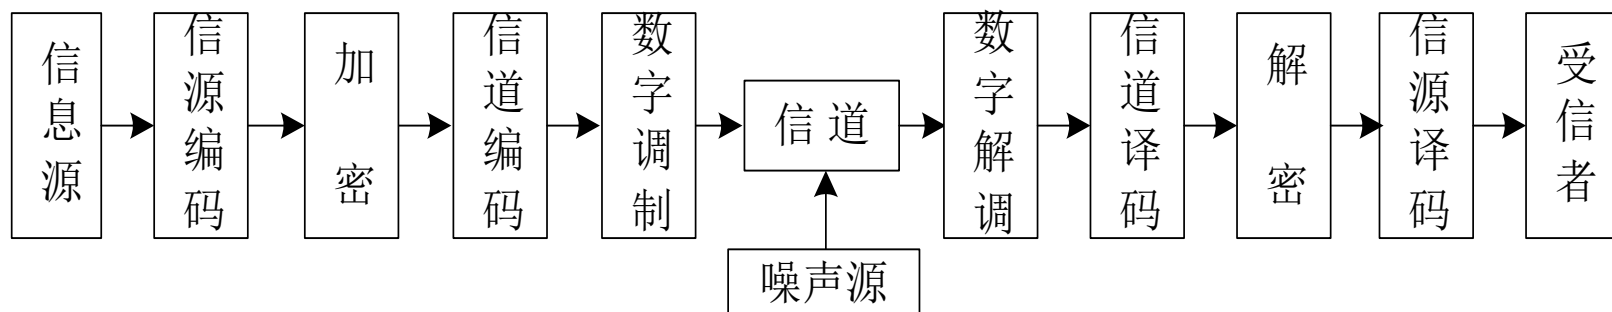 信息源
信源编码
加密
信道编码
数字调制
信道
数字解调
信道译码
解密
信源译码
受信者
噪声源